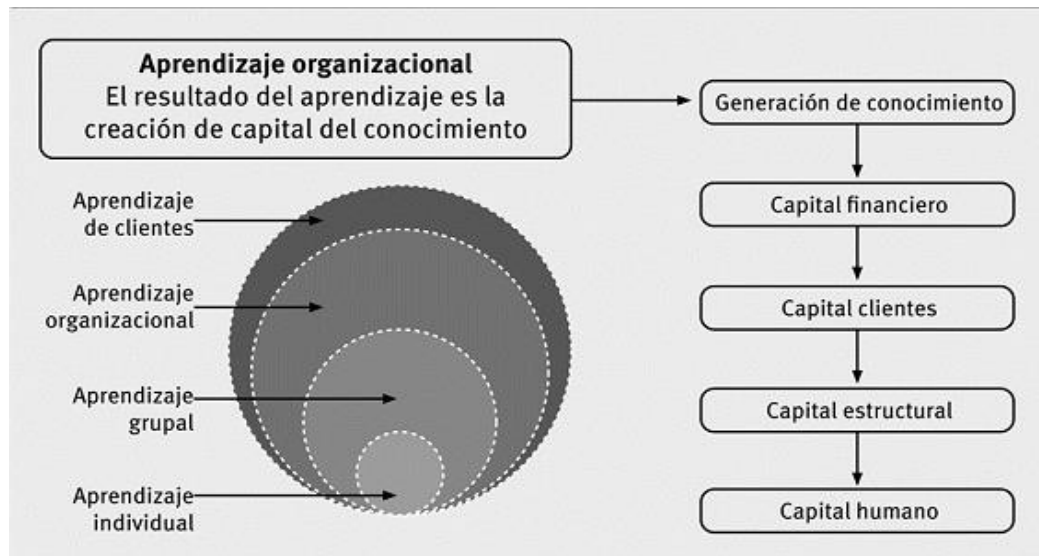 Aprendizaje organizacional
El resultado del aprendizaje es la
creación de capital del conocimiento
Generación de conocimiento
Aprendizaje
de clientes
Capital financiero
Aprendizaje
organizacional
Capital clientes
Aprendizaje
grupal
Capital estructural
Aprendizaje
individual
Capital humano